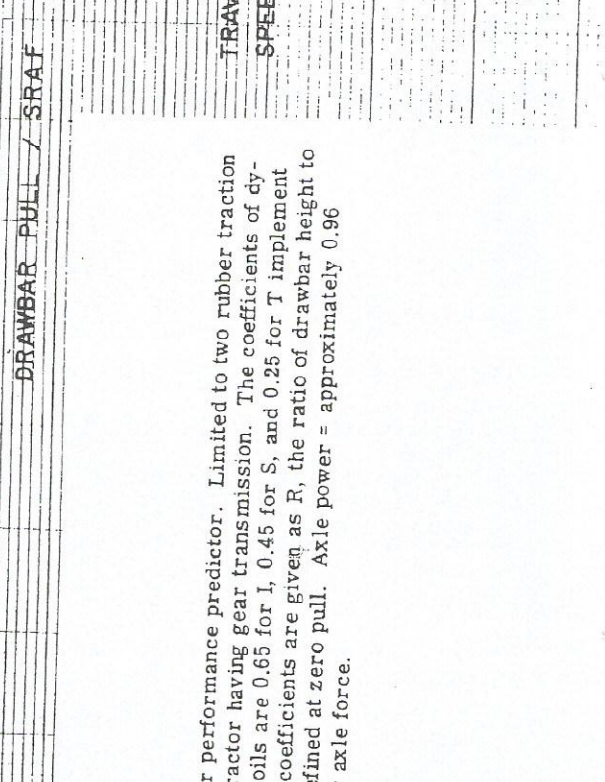 DRAWBAR PULL / SRAF
r performance predictor. Limited to two rubber traction
ractor having gear transmission. The coefficients of dy-
oils are 0.65 for I, 0.45 for S, and 0.25 for T implement
coefficients are given as R, the ratio of drawbar height to
fined at zero pull. Axle power = approximately 0.96
axle force.
TRAV
SPEE